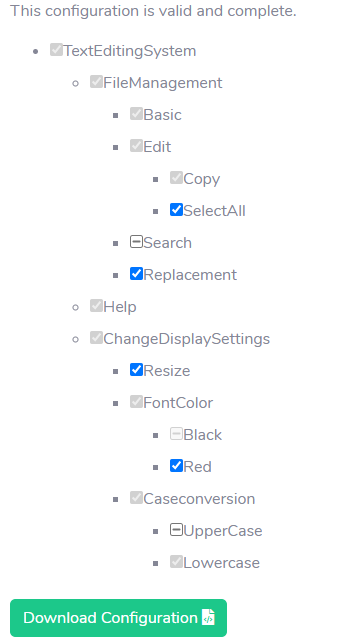 This configuration is valid and complete.
TextEditingSystem
FileManagement
Basic
Edit
Copy
SelectAll
Search
Replacement
Help
ChangeDisplaySettings
Resize
FontColor
Black
Red
Caseconversion
UpperCase
Lowercase
Download Configuration